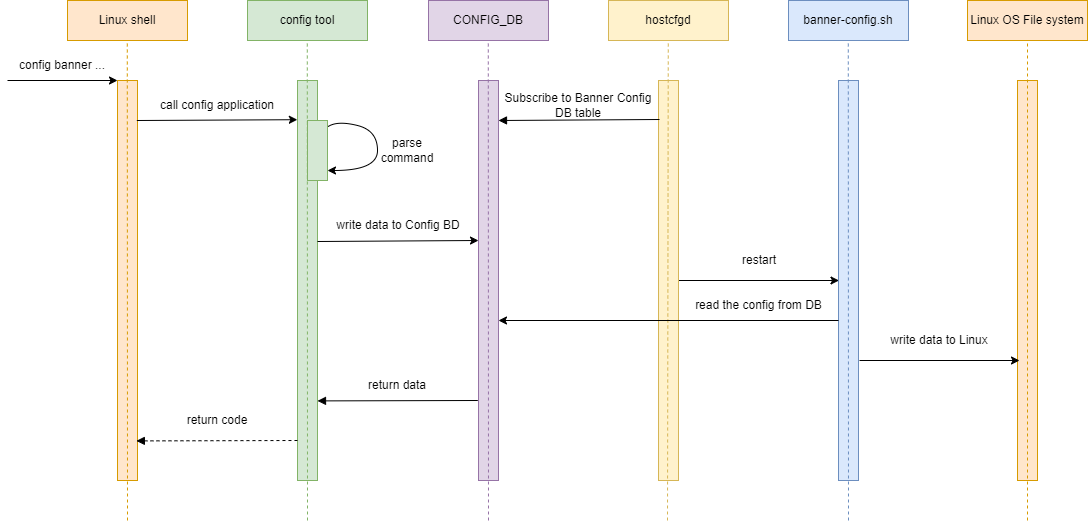 Linux shell
config tool
CONFIG_DB
hostcfgd
banner-config.sh
Linux OS File system
config banner ...
call config application
Subscribe to Banner Config
DB table
parse
command
write data to Config BD
restart
read the config from DB
write data to Linux
return data
return code